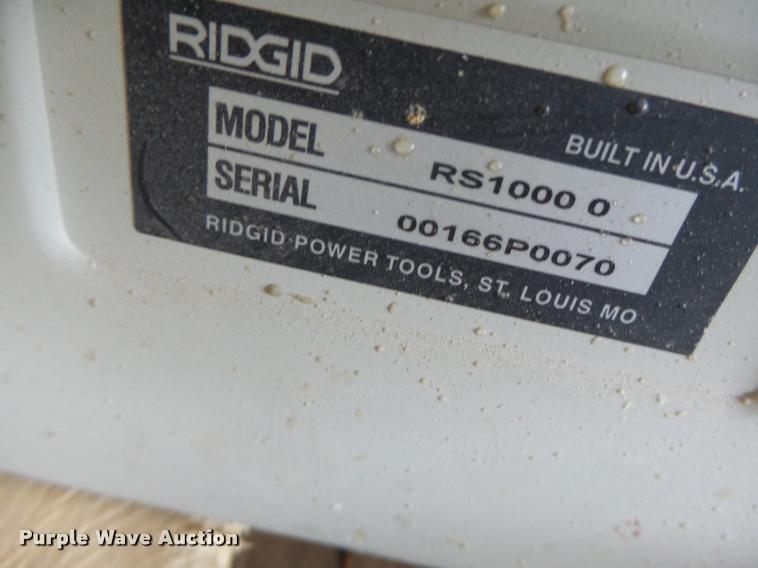 RIDGID
BUILT IN U.S.A.
MODEL RS1000 0
SERIAL 00166P0070
RIDGID POWER TOOLS, ST. LOUIS MO
Purple Wave Auction